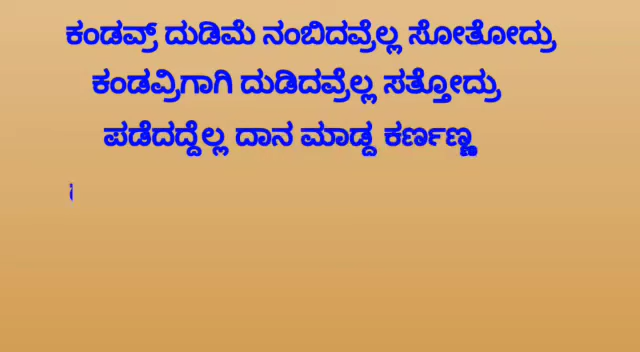 ಕಂಡವ್ರ್ ದುಡಿಮೆ ನಂಬಿದವ್ರೆಲ್ಲ ಸೋತೋದ್ರು
ಕಂಡವ್ರಿಗಾಗಿ ದುಡಿದವ್ರೆಲ್ಲ ಸತ್ತೋದ್ರು
ಪಡೆದದ್ದೆಲ್ಲ ದಾನ ಮಾಡ್ದ ಕರ್ಣಣ್ಣ